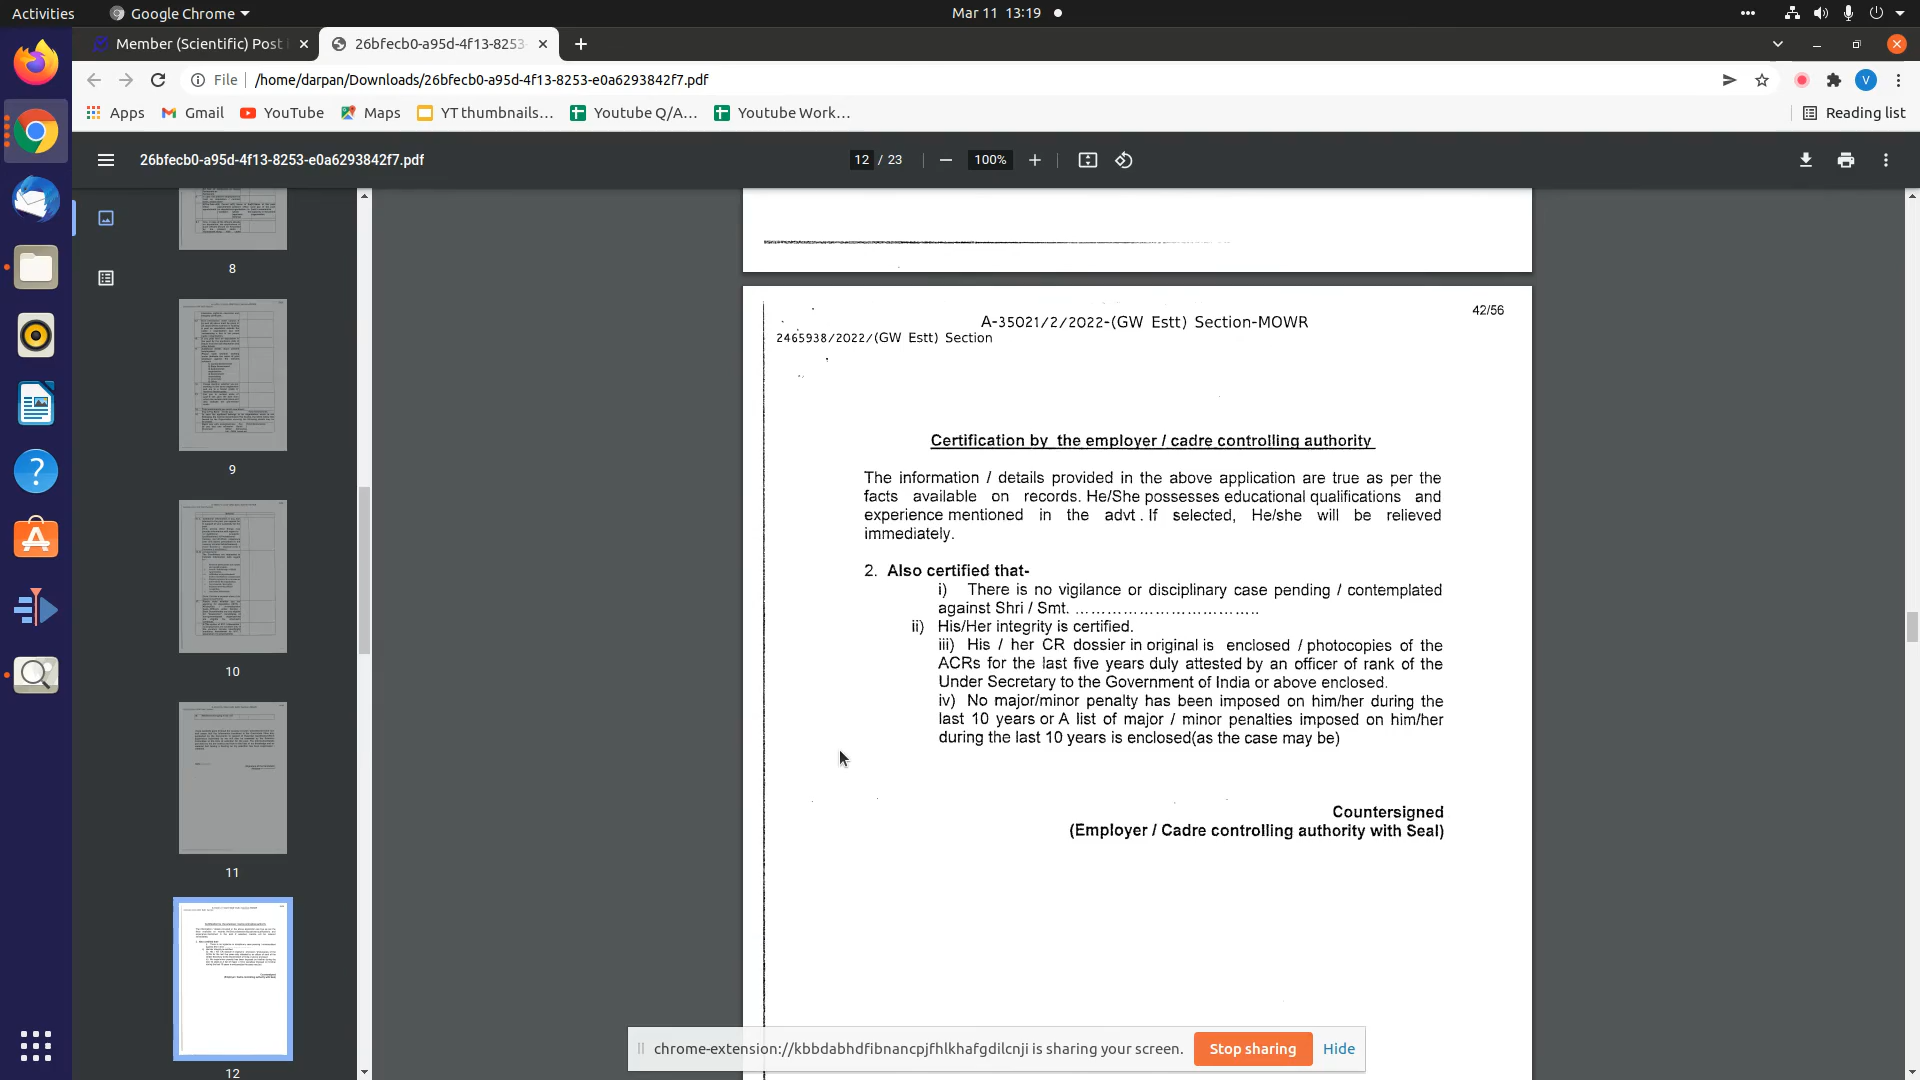 Activities
Google Chrome
Mar 11 13:19
Member (Scientific) Post
26bfecb0-a95d-4f13-8253-
File
/home/darpan/Downloads/26bfecb0-a95d-4f13-8253-e0a6293842f7.pdf
V
Apps
Gmail
YouTube
Maps
YT thumbnails...
Youtube Q/A...
Youtube Work...
Reading list
26bfecb0-a95d-4f13-8253-e0a6293842f7.pdf
12 / 23
100%
8
9
10
11
12
42/56
A-35021/2/2022-(GW Estt) Section-MOWR
2465938/2022/(GW Estt) Section
Certification by the employer / cadre controlling authority
The information / details provided in the above application are true as per the
facts available on records. He/She possesses educational qualifications and
experience mentioned in the advt . If selected, He/she will be relieved
immediately.
2. Also certified that-
i) There is no vigilance or disciplinary case pending / contemplated
against Shri / Smt. …………………………..
ii) His/Her integrity is certified.
iii) His / her CR dossier in original is enclosed / photocopies of the
ACRs for the last five years duly attested by an officer of rank of the
Under Secretary to the Government of India or above enclosed.
iv) No major/minor penalty has been imposed on him/her during the
last 10 years or A list of major / minor penalties imposed on him/her
during the last 10 years is enclosed(as the case may be)
Countersigned
(Employer / Cadre controlling authority with Seal)
chrome-extension://kbbdabhdfibnancpjfhlkhafgdilcnji is sharing your screen.
Stop sharing
Hide